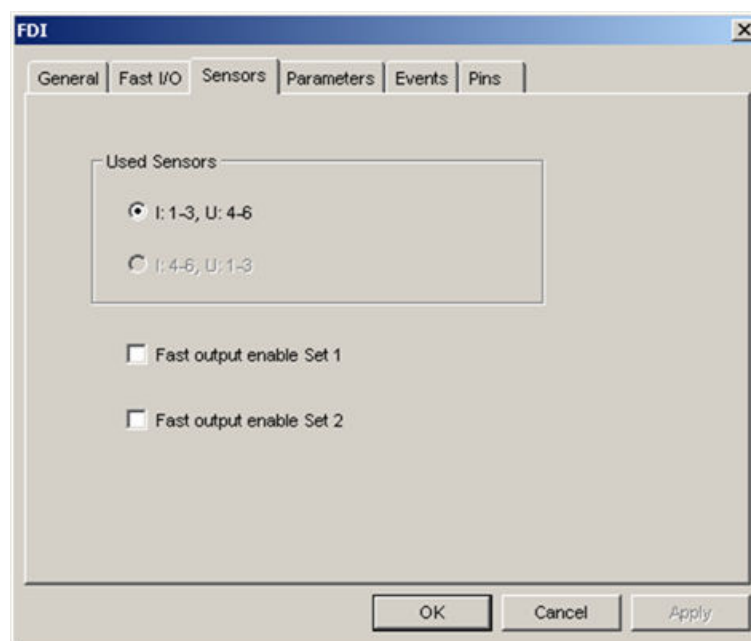 FDI
General Fast I/O Sensors Parameters Events Pins
Used Sensors
I: 1-3, U: 4-6
I: 4-6, U: 1-3
Fast output enable Set 1
Fast output enable Set 2
OK Cancel Apply